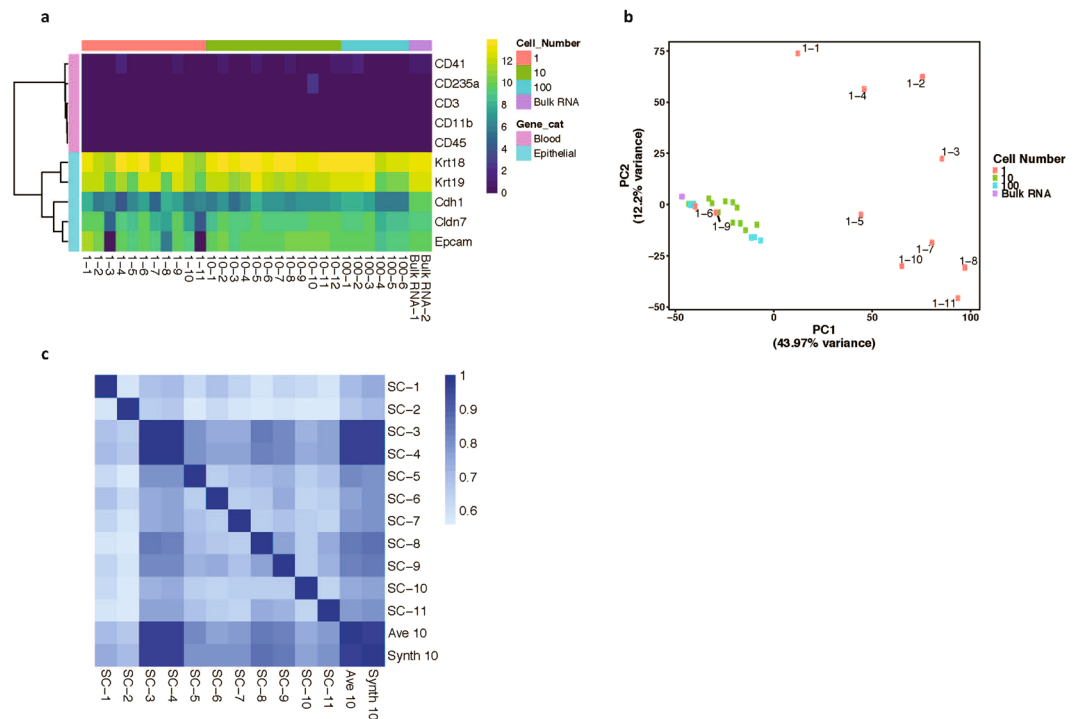 a
Cell_Number
1
10
100
Bulk RNA
Gene_cat
Blood
Epithelial
12
10
8
6
4
2
0
CD41
CD235a
CD3
CD11b
CD45
Krt18
Krt19
Cdh1
Cldn7
Epcam
1-1
1-2
1-3
1-4
1-5
1-6
1-7
1-8
1-9
1-10
1-11
10-1
10-2
10-3
10-4
10-5
10-6
10-7
10-8
10-9
10-10
10-11
10-12
100-1
100-2
100-3
100-4
100-5
100-6
Bulk RNA-1
Bulk RNA-2
b
PC2
(12.2% variance)
75
50
25
0
-25
-50
1-1
1-2
1-4
1-3
1-5
1-6
1-9
1-7
1-10
1-8
1-11
-50
0
50
100
PC1
(43.97% variance)
Cell Number
1
10
100
Bulk RNA
c
SC-1
SC-2
SC-3
SC-4
SC-5
SC-6
SC-7
SC-8
SC-9
SC-10
SC-11
Ave 10
Synth 10
1
0.9
0.8
0.7
0.6
SC-1
SC-2
SC-3
SC-4
SC-5
SC-6
SC-7
SC-8
SC-9
SC-10
SC-11
Ave 10
Synth 10